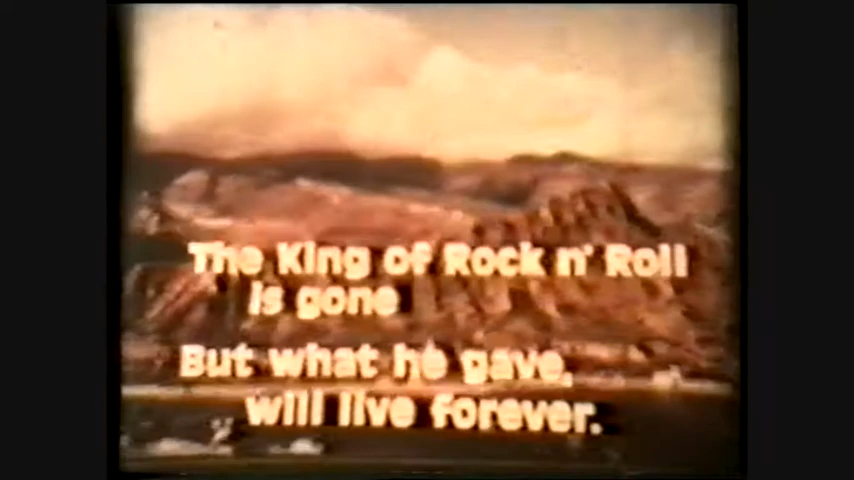 The King of Rock n' Roll
is gone
But what he gave,
will live forever.